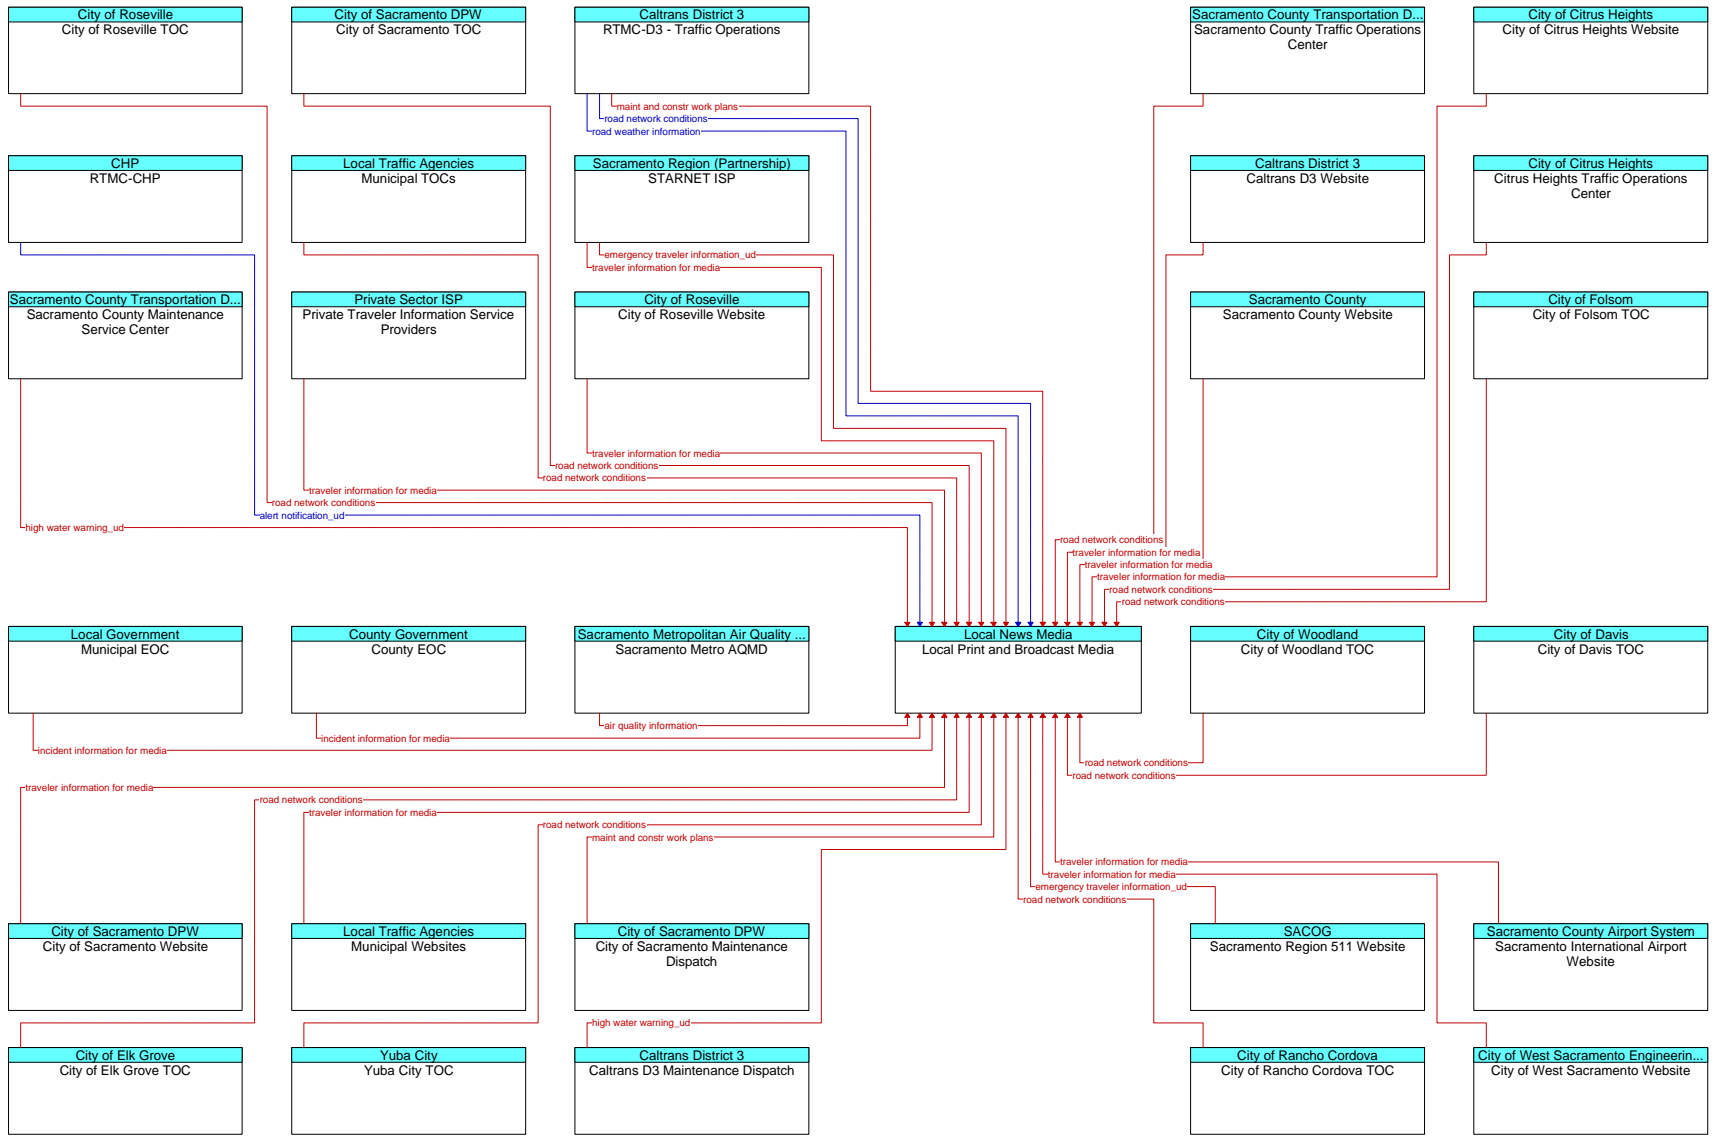 City of Roseville
City of Roseville TOC
City of Sacramento DPW
City of Sacramento TOC
Caltrans District 3
RTMC-D3 - Traffic Operations
Sacramento County Transportation D...
Sacramento County Traffic Operations
Center
City of Citrus Heights
City of Citrus Heights Website
maint and constr work plans
road network conditions
road weather information
CHP
RTMC-CHP
Local Traffic Agencies
Municipal TOCs
Sacramento Region (Partnership)
STARNET ISP
Caltrans District 3
Caltrans D3 Website
City of Citrus Heights
Citrus Heights Traffic Operations
Center
emergency traveler information_ud
traveler information for media
Sacramento County Transportation D...
Sacramento County Maintenance
Service Center
Private Sector ISP
Private Traveler Information Service
Providers
City of Roseville
City of Roseville Website
Sacramento County
Sacramento County Website
City of Folsom
City of Folsom TOC
traveler information for media
road network conditions
road network conditions
traveler information for media
road network conditions
alert notification_ud
high water warning_ud
road network conditions
traveler information for media
traveler information for media
traveler information for media
road network conditions
road network conditions
Local Government
Municipal EOC
County Government
County EOC
Sacramento Metropolitan Air Quality ...
Sacramento Metro AQMD
Local News Media
Local Print and Broadcast Media
City of Woodland
City of Woodland TOC
City of Davis
City of Davis TOC
air quality information
incident information for media
incident information for media
road network conditions
road network conditions
traveler information for media
road network conditions
traveler information for media
road network conditions
maint and constr work plans
traveler information for media
traveler information for media
emergency traveler information_ud
road network conditions
City of Sacramento DPW
City of Sacramento Website
Local Traffic Agencies
Municipal Websites
City of Sacramento DPW
City of Sacramento Maintenance
Dispatch
SACOG
Sacramento Region 511 Website
Sacramento County Airport System
Sacramento International Airport
Website
high water warning_ud
City of Elk Grove
City of Elk Grove TOC
Yuba City
Yuba City TOC
Caltrans District 3
Caltrans D3 Maintenance Dispatch
City of Rancho Cordova
City of Rancho Cordova TOC
City of West Sacramento Engineerin...
City of West Sacramento Website